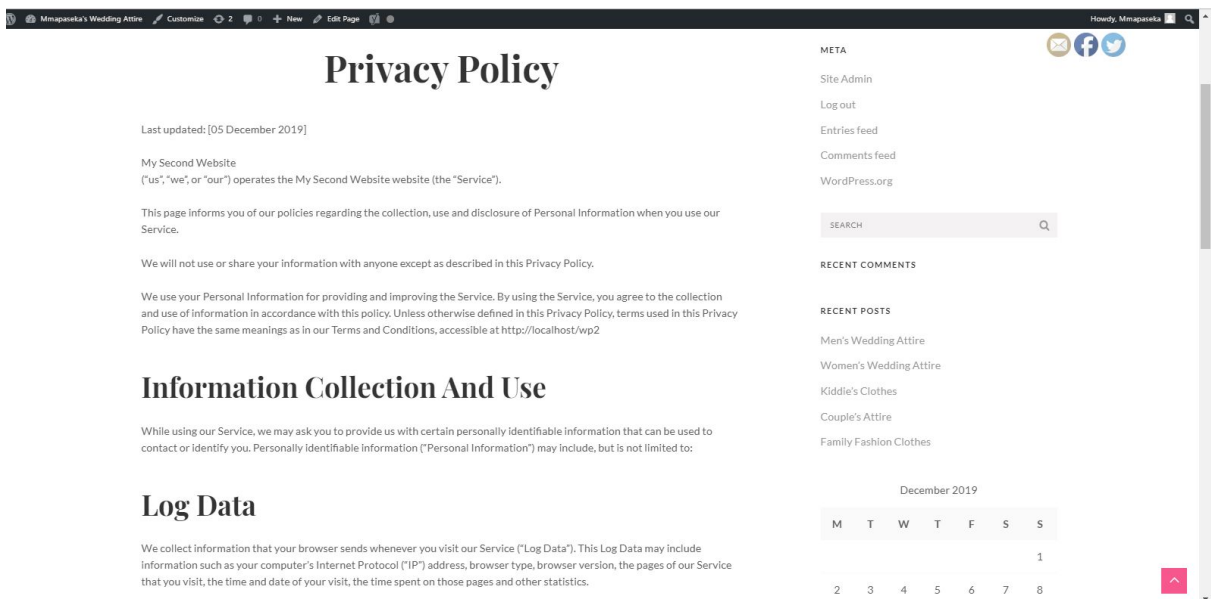 Mmapaseka's Wedding Attire Customize 2 0 New Edit Page Howdy, Mmapaseka
Privacy Policy
Last updated: [05 December 2019]
My Second Website
(“us”, “we”, or “our”) operates the My Second Website website (the “Service”).
This page informs you of our policies regarding the collection, use and disclosure of Personal Information when you use our
Service.
We will not use or share your information with anyone except as described in this Privacy Policy.
We use your Personal Information for providing and improving the Service. By using the Service, you agree to the collection
and use of information in accordance with this policy. Unless otherwise defined in this Privacy Policy, terms used in this Privacy
Policy have the same meanings as in our Terms and Conditions, accessible at http://localhost/wp2
Information Collection And Use
While using our Service, we may ask you to provide us with certain personally identifiable information that can be used to
contact or identify you. Personally identifiable information (“Personal Information”) may include, but is not limited to:
Log Data
We collect information that your browser sends whenever you visit our Service (“Log Data”). This Log Data may include
information such as your computer's Internet Protocol (“IP”) address, browser type, browser version, the pages of our Service
that you visit, the time and date of your visit, the time spent on those pages and other statistics.
META
Site Admin
Log out
Entries feed
Comments feed
WordPress.org
SEARCH
RECENT COMMENTS
RECENT POSTS
Men's Wedding Attire
Women's Wedding Attire
Kiddie's Clothes
Couple's Attire
Family Fashion Clothes
December 2019
M T W T F S S
1
2 3 4 5 6 7 8